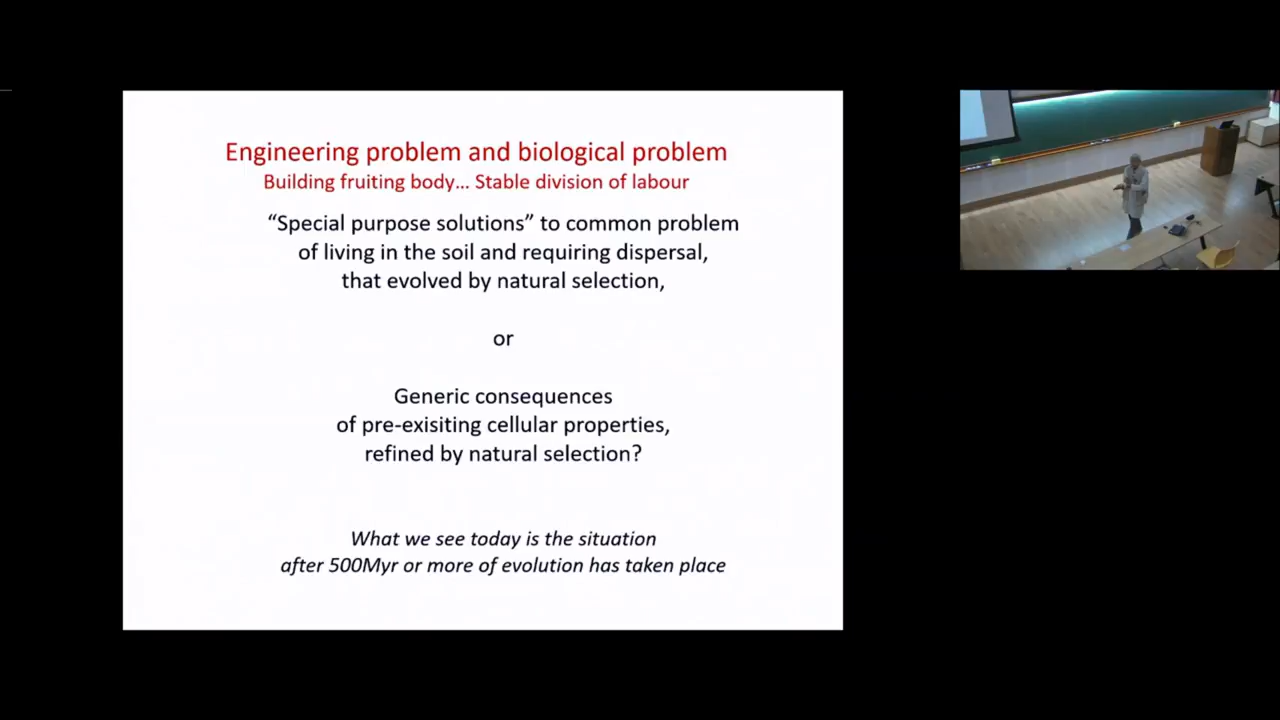 Engineering problem and biological problem
Building fruiting body... Stable division of labour
“Special purpose solutions” to common problem
of living in the soil and requiring dispersal,
that evolved by natural selection,
or
Generic consequences
of pre-exisiting cellular properties,
refined by natural selection?
What we see today is the situation
after 500Myr or more of evolution has taken place